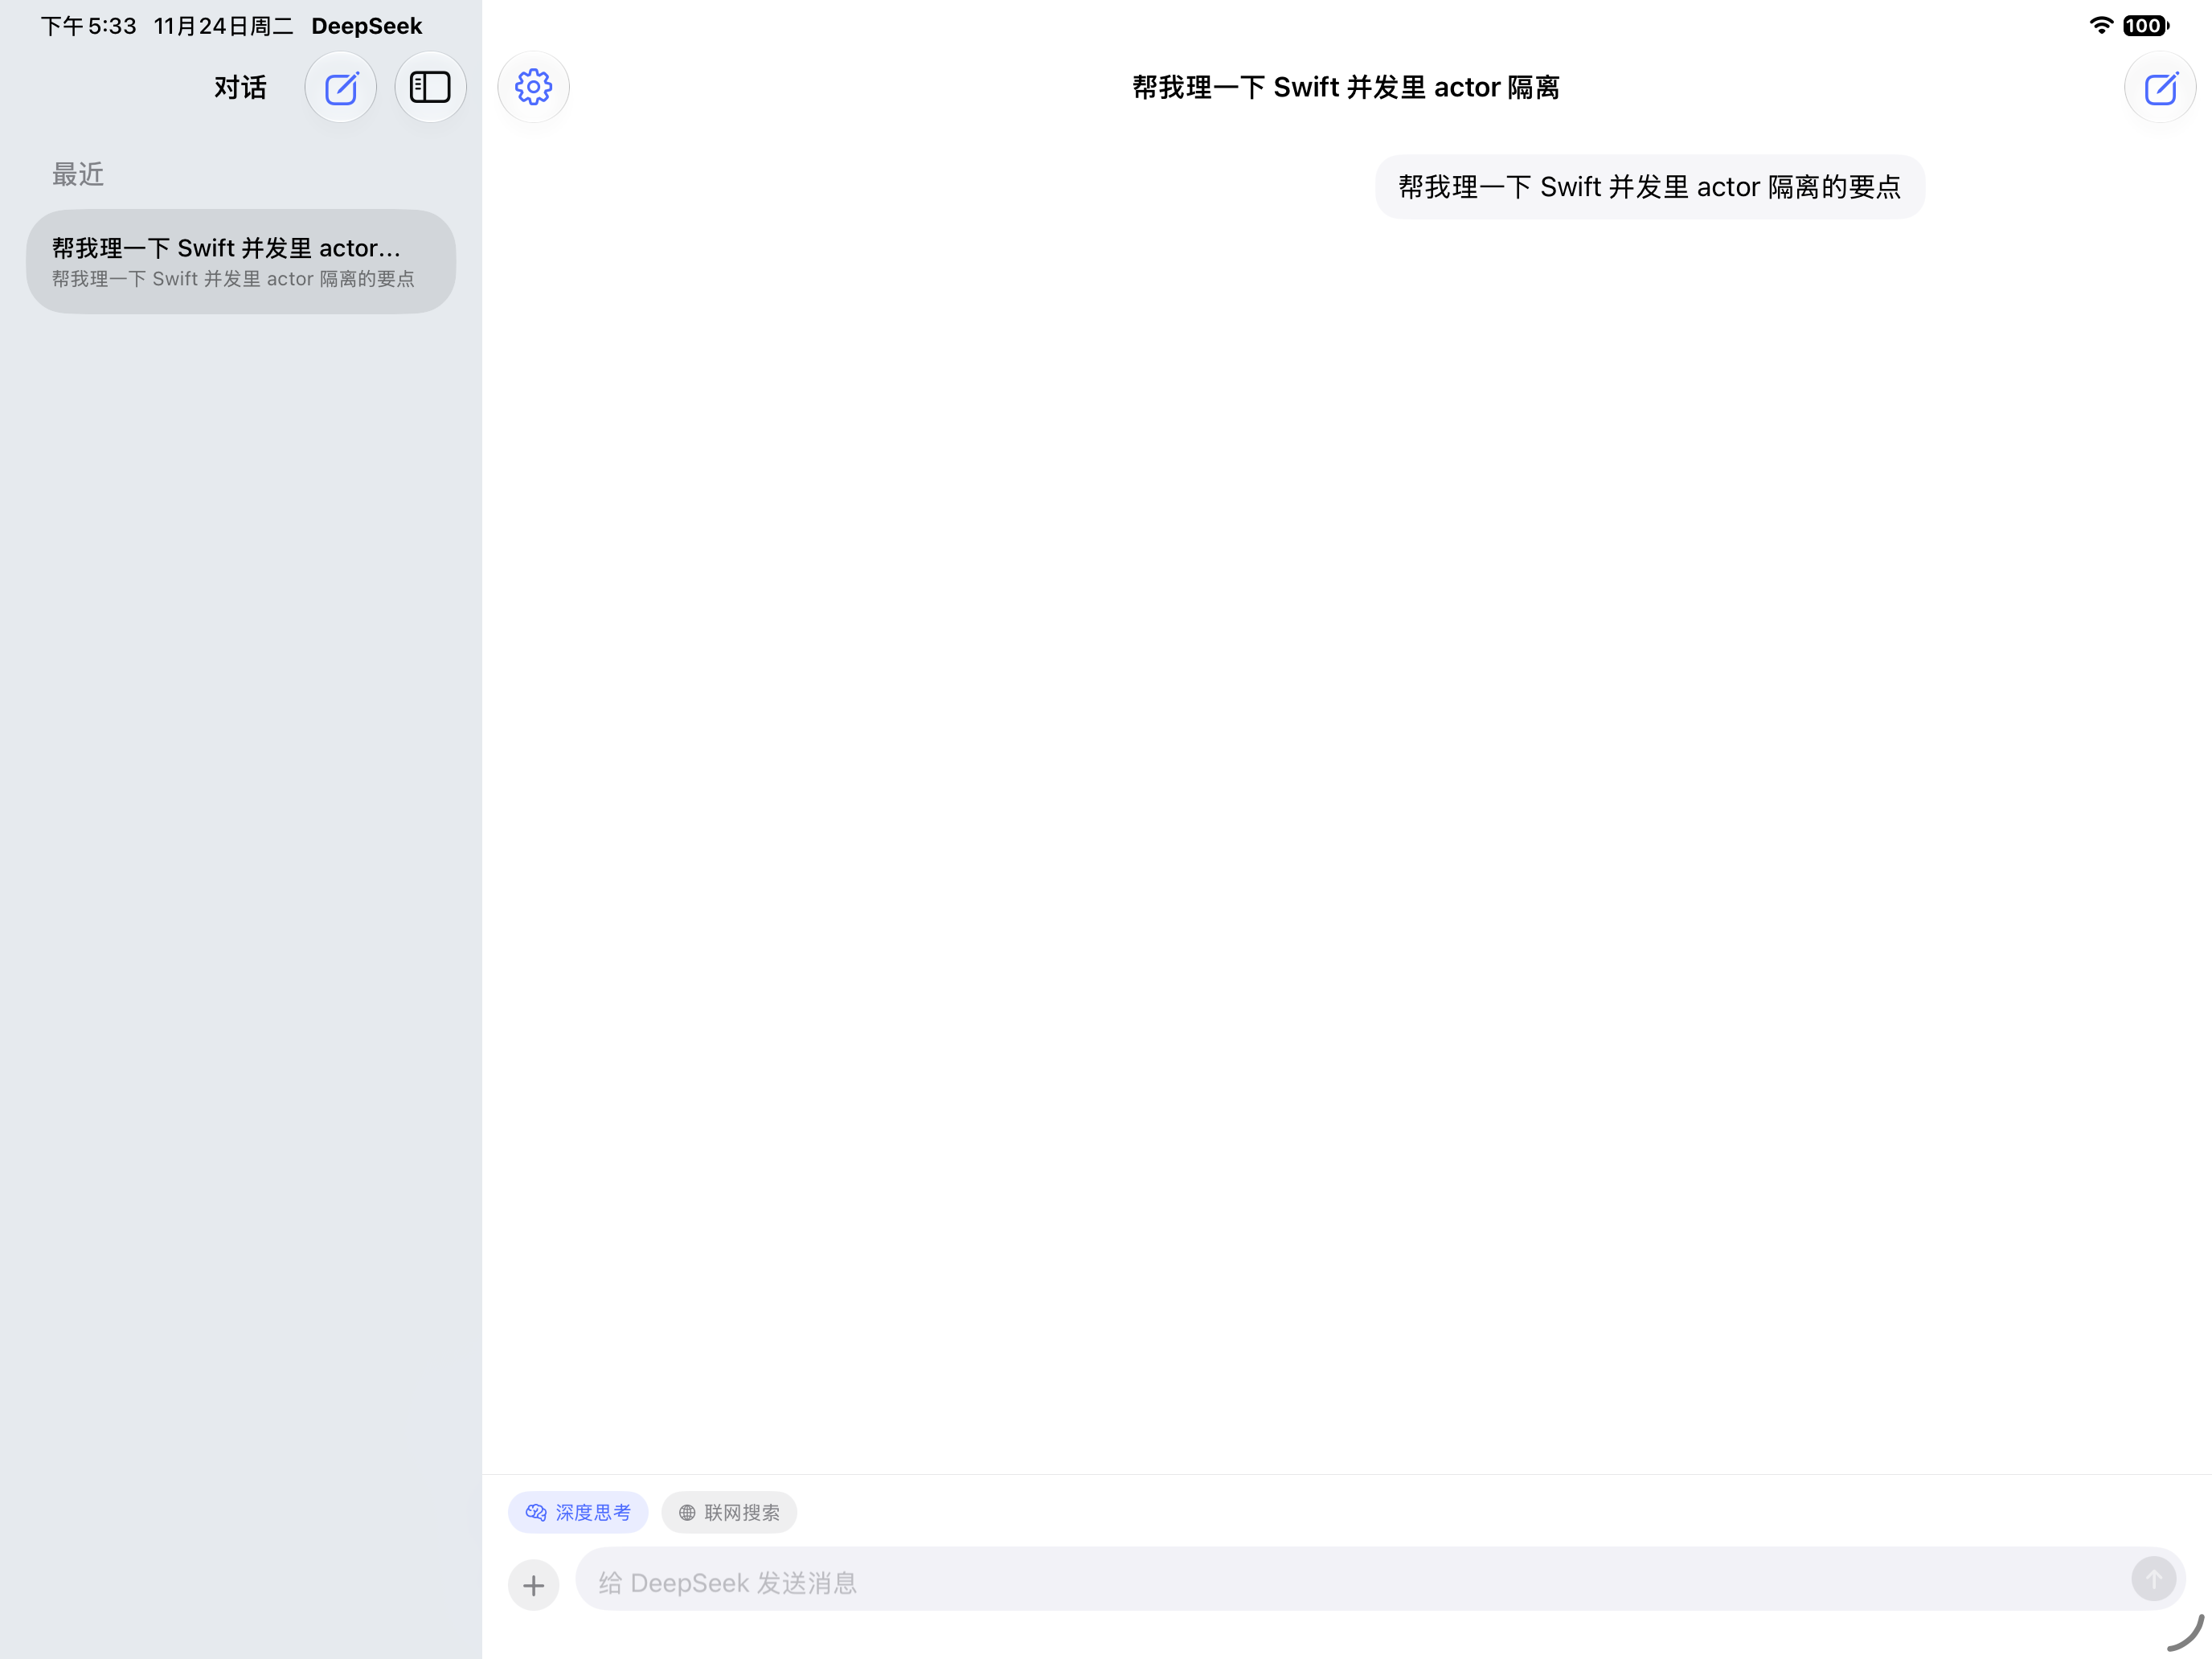 下午5:33 11月24日周二 DeepSeek
100
对话
帮我理一下 Swift 并发里 actor 隔离
最近
帮我理一下 Swift 并发里 actor...
帮我理一下 Swift 并发里 actor 隔离的要点
帮我理一下 Swift 并发里 actor 隔离的要点
深度思考
联网搜索
给 DeepSeek 发送消息